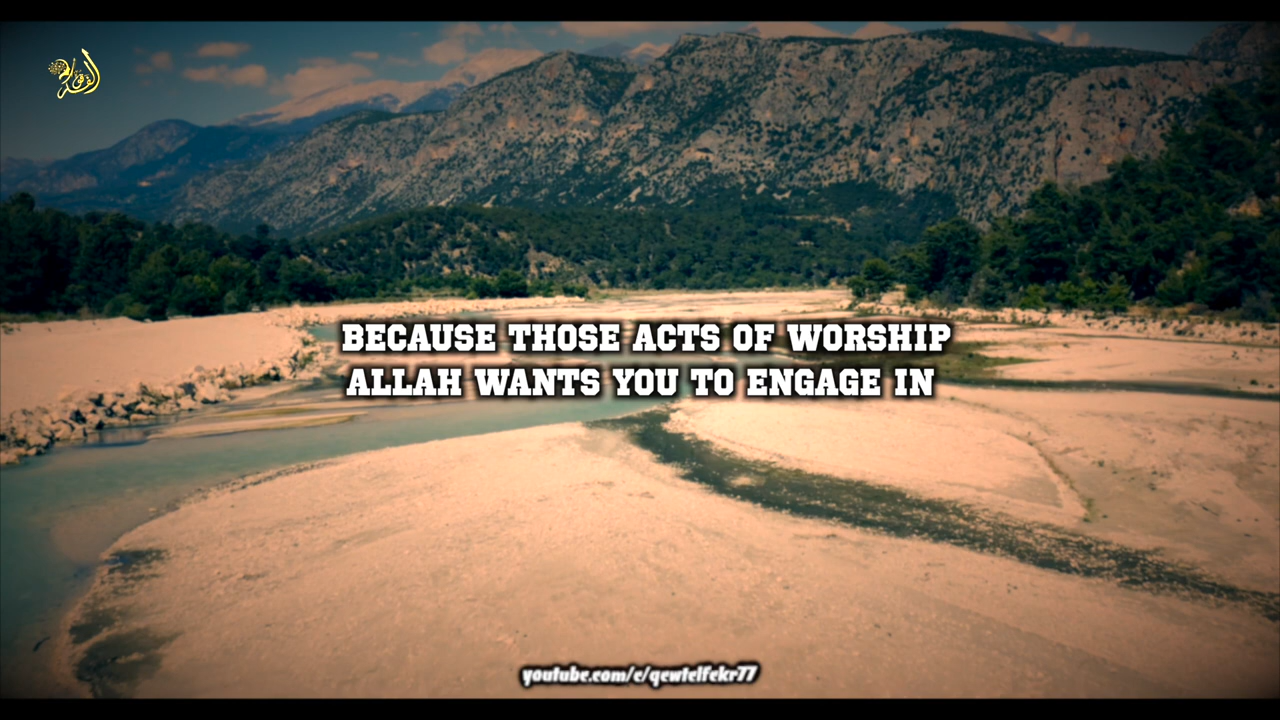 BECAUSE THOSE ACTS OF WORSHIP
ALLAH WANTS YOU TO ENGAGE IN
youtube.com/c/qewtelfekr77